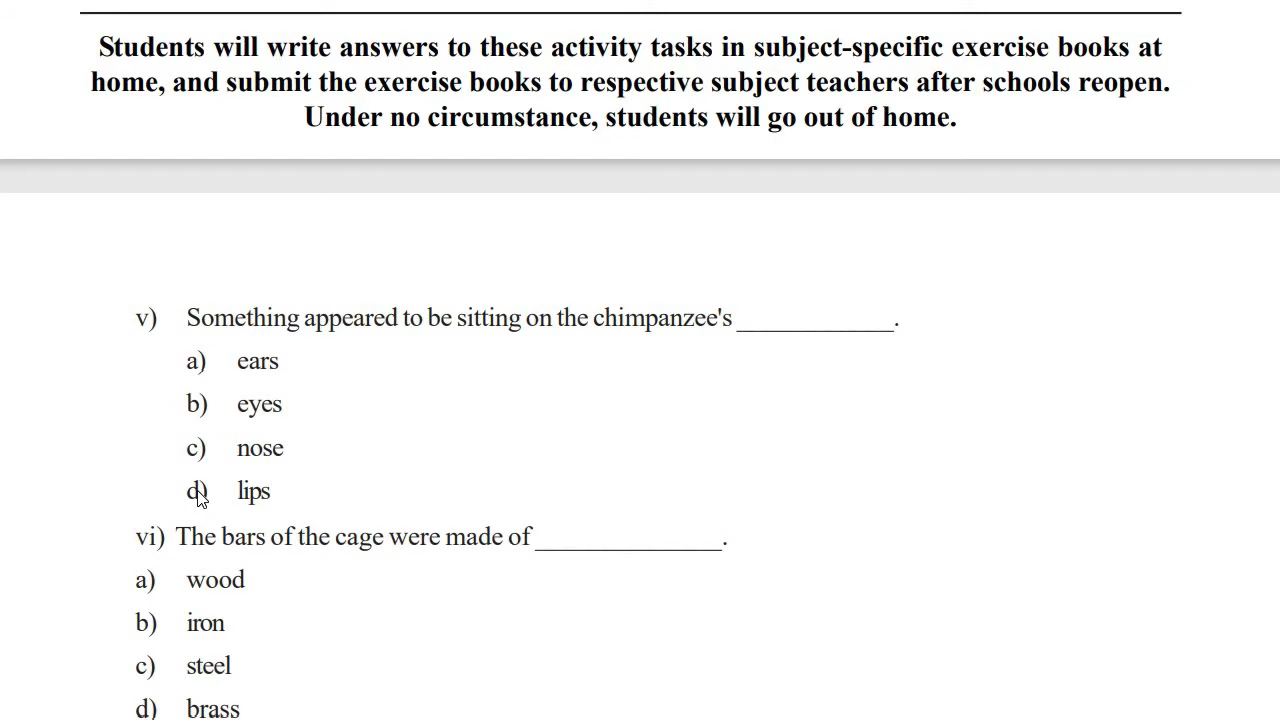 Students will write answers to these activity tasks in subject-specific exercise books at
home, and submit the exercise books to respective subject teachers after schools reopen.
Under no circumstance, students will go out of home.
v) Something appeared to be sitting on the chimpanzee's ____________.
a) ears
b) eyes
c) nose
d) lips
vi) The bars of the cage were made of ______________.
a) wood
b) iron
c) steel
d) brass